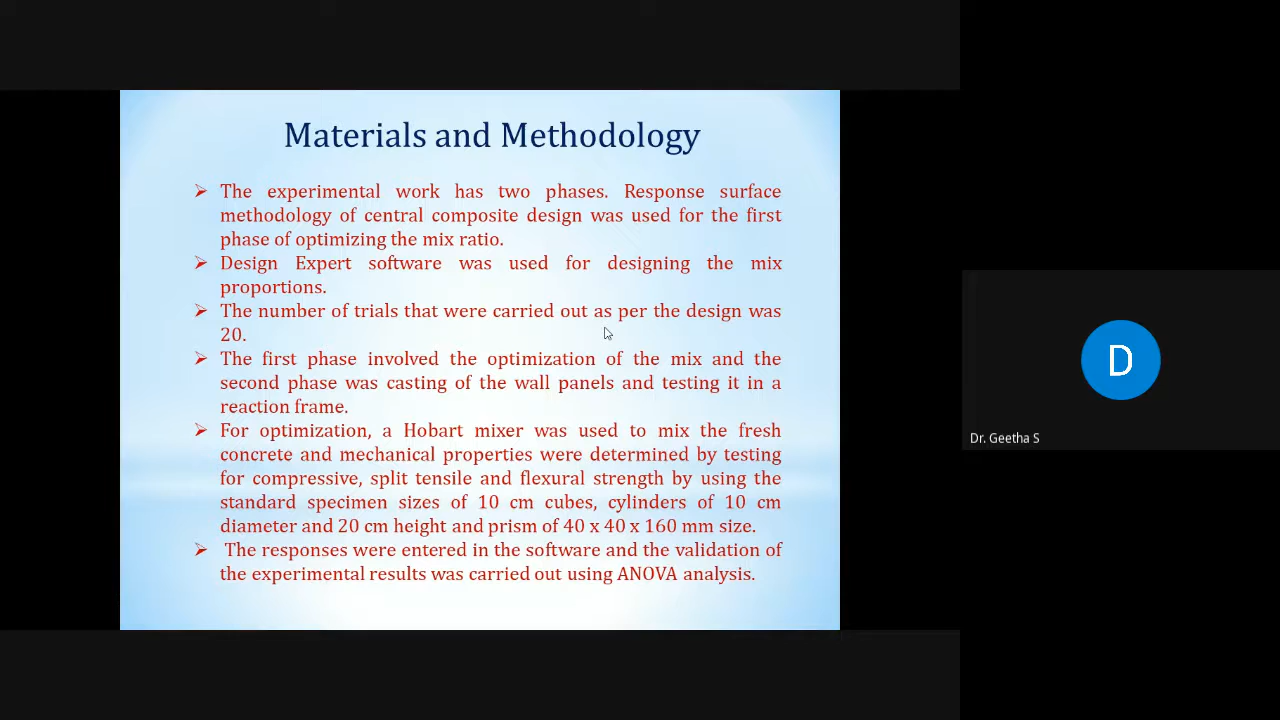 Materials and Methodology
➢ The experimental work has two phases. Response surface
methodology of central composite design was used for the first
phase of optimizing the mix ratio.
➢ Design Expert software was used for designing the mix
proportions.
➢ The number of trials that were carried out as per the design was
20.
➢ The first phase involved the optimization of the mix and the
second phase was casting of the wall panels and testing it in a
reaction frame.
➢ For optimization, a Hobart mixer was used to mix the fresh
concrete and mechanical properties were determined by testing
for compressive, split tensile and flexural strength by using the
standard specimen sizes of 10 cm cubes, cylinders of 10 cm
diameter and 20 cm height and prism of 40 x 40 x 160 mm size.
➢ The responses were entered in the software and the validation of
the experimental results was carried out using ANOVA analysis.
D
Dr. Geetha S